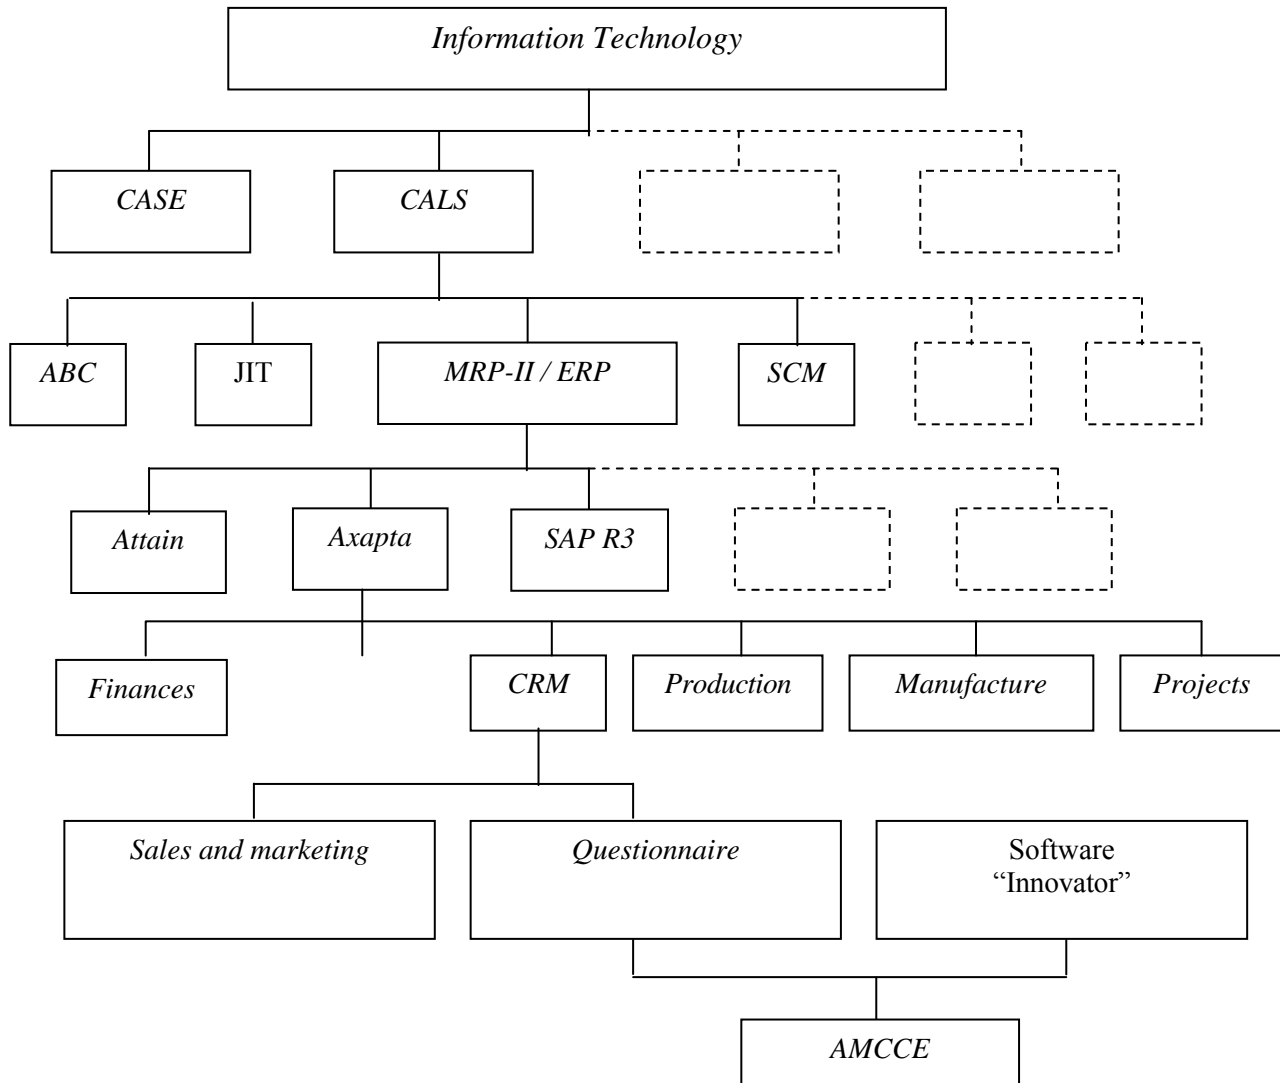 Information Technology
CASE
CALS
ABC
JIT
MRP-II / ERP
SCM
Attain
Axapta
SAP R3
Finances
CRM
Production
Manufacture
Projects
Sales and marketing
Questionnaire
Software
“Innovator”
AMCCE